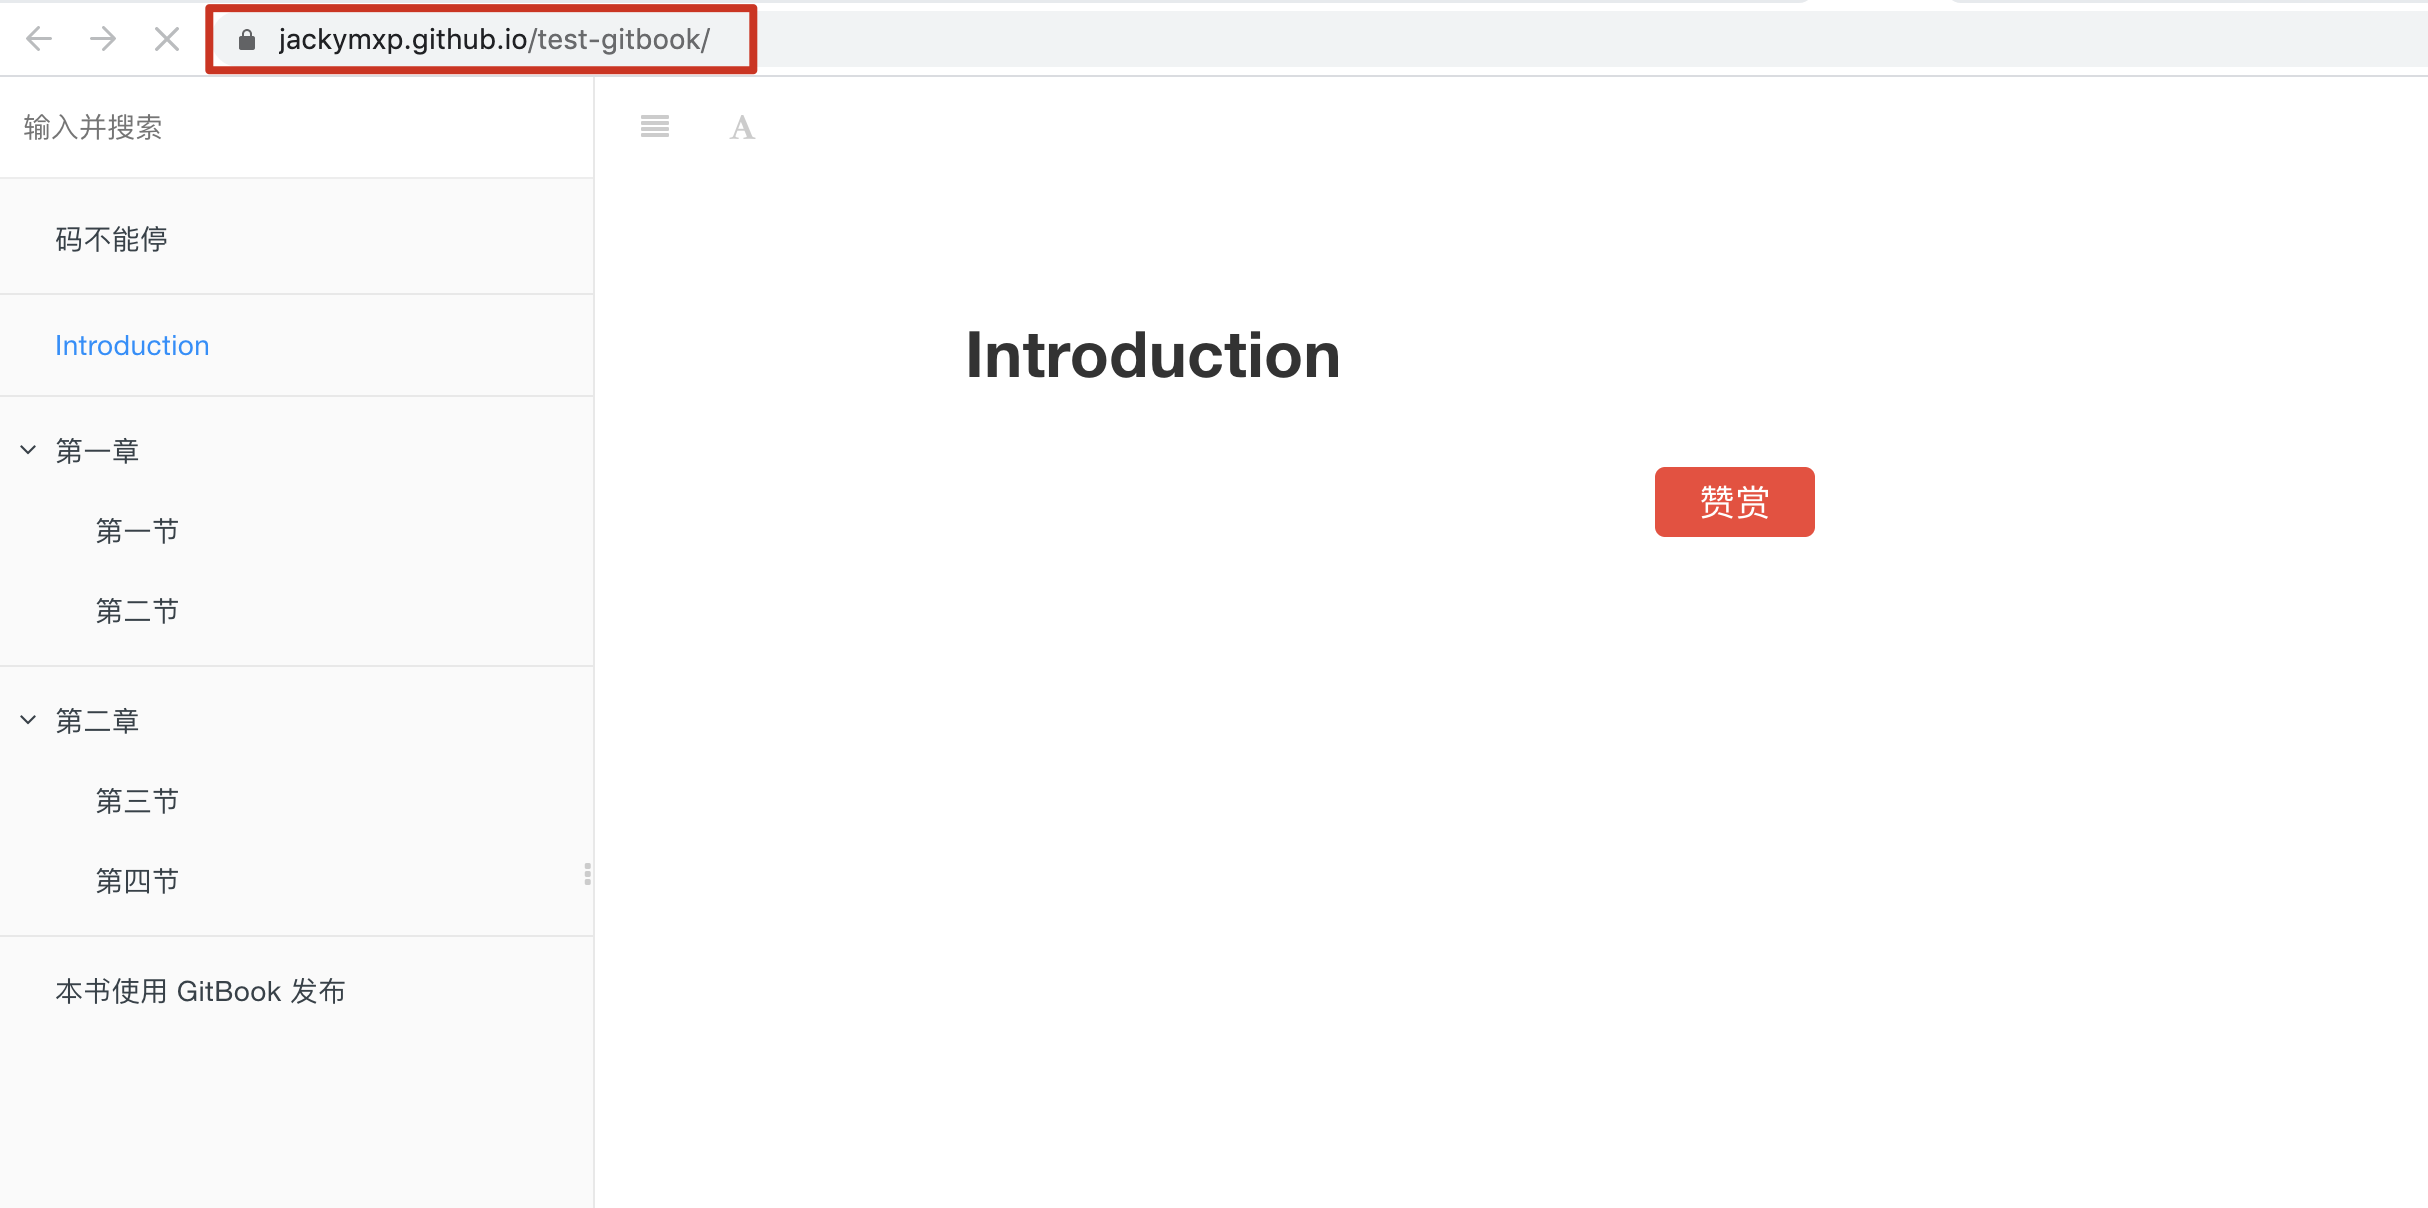 jackymxp.github.io/test-gitbook/
输入并搜索
A
码不能停
Introduction
第一章
第一节
第二节
第二章
第三节
第四节
本书使用 GitBook 发布
Introduction
赞赏